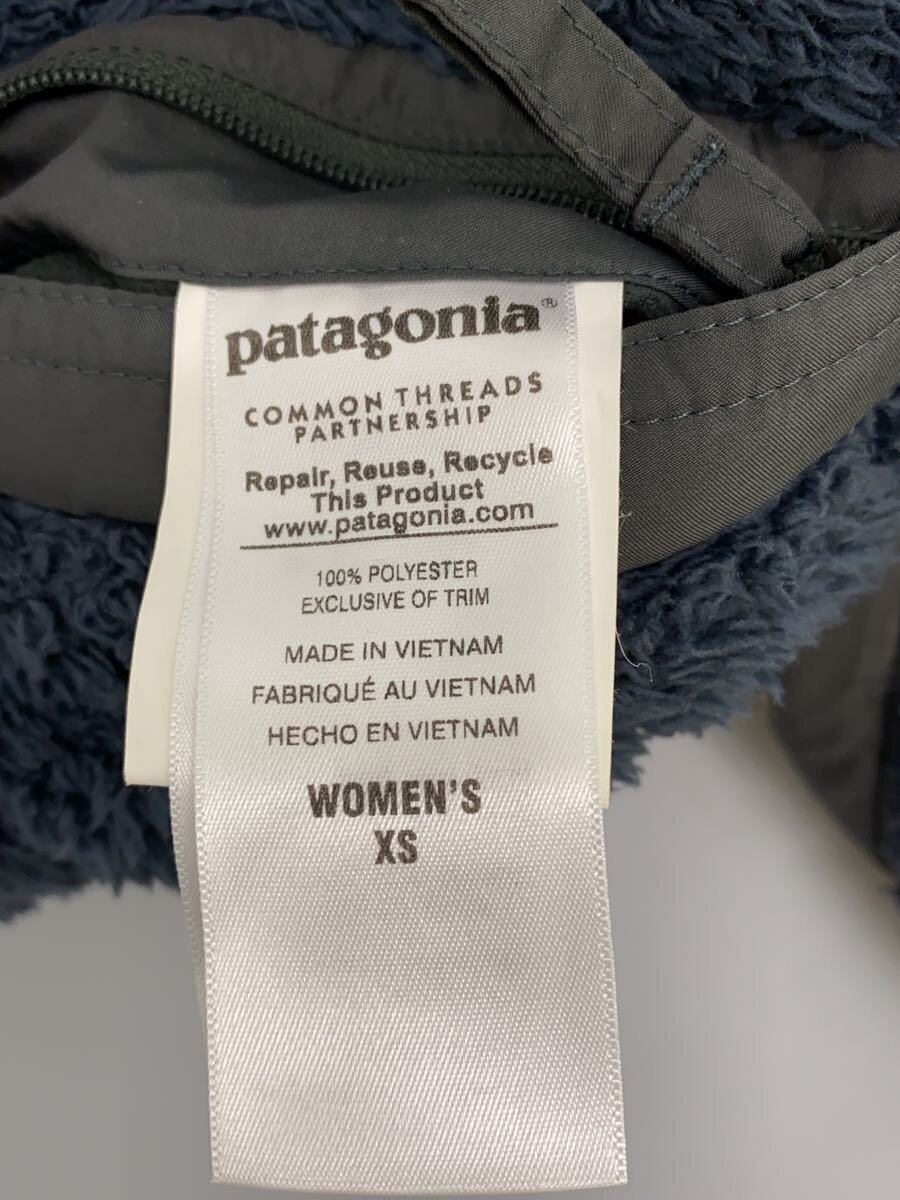 patagonia®
COMMON THREADS
PARTNERSHIP
Repair, Reuse, Recycle
This Product
www.patagonia.com
100% POLYESTER
EXCLUSIVE OF TRIM
MADE IN VIETNAM
FABRIQUÉ AU VIETNAM
HECHO EN VIETNAM
WOMEN'S
XS